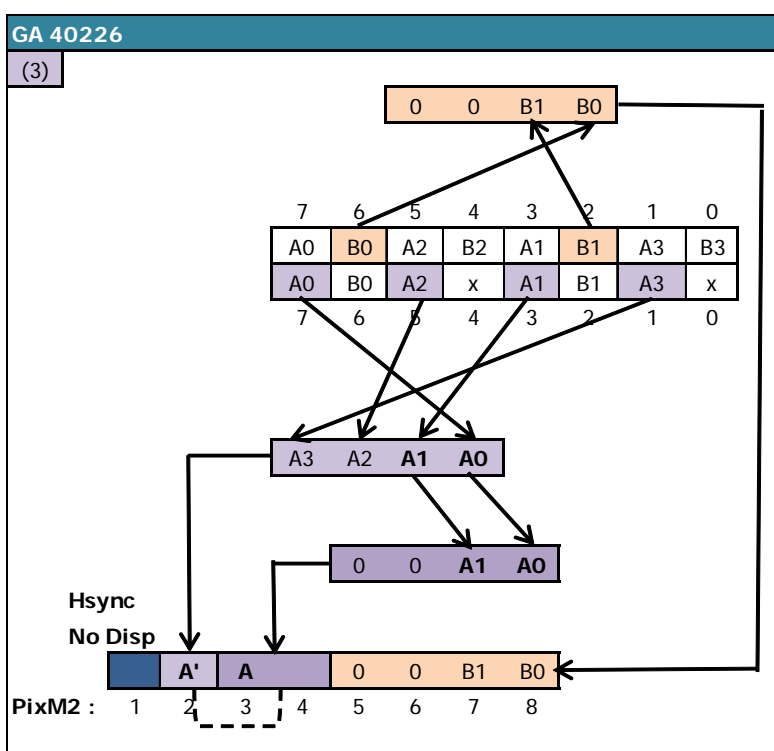 GA 40226
(3)
0 0 B1 B0
7 6 5 4 3 2 1 0
A0 B0 A2 B2 A1 B1 A3 B3
A0 B0 A2 x A1 B1 A3 x
7 6 5 4 3 2 1 0
A3 A2 A1 A0
0 0 A1 A0
Hsync
No Disp
A' A 0 0 B1 B0
PixM2 : 1 2 3 4 5 6 7 8